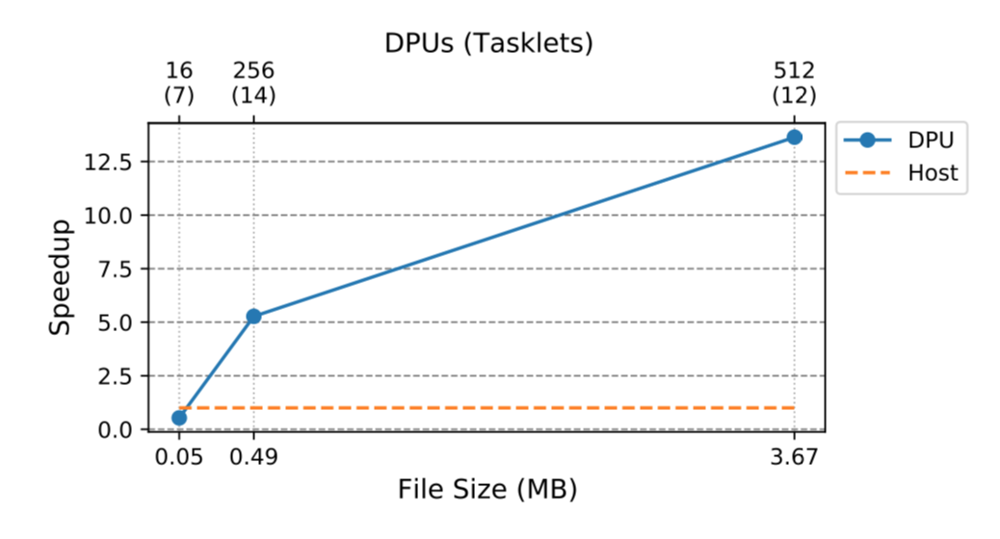 DPUs (Tasklets)
16 256 512
(7) (14) (12)
12.5
10.0
7.5
5.0
2.5
0.0
Speedup
0.05 0.49 3.67
File Size (MB)
DPU
Host